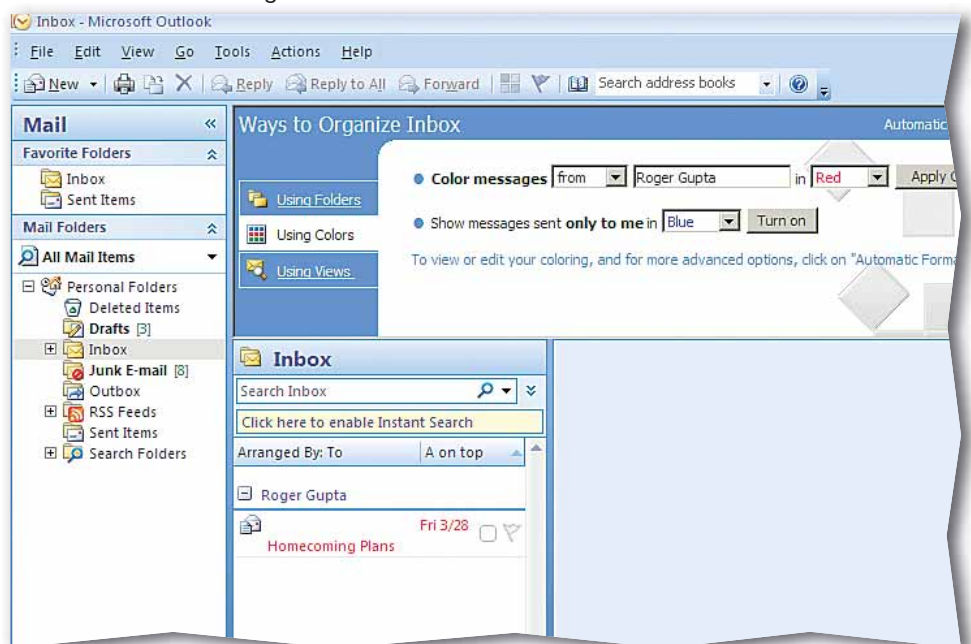 Inbox - Microsoft Outlook
File Edit View Go Tools Actions Help
New Reply Reply to All Forward Search address books
Mail «
Favorite Folders
Inbox
Sent Items
Mail Folders
All Mail Items
Personal Folders
Deleted Items
Drafts [3]
Inbox
Junk E-mail [8]
Outbox
RSS Feeds
Sent Items
Search Folders
Ways to Organize Inbox Automatic
Using Folders
Using Colors
Using Views
Color messages from Roger Gupta in Red Apply
Show messages sent only to me in Blue Turn on
To view or edit your coloring, and for more advanced options, click on "Automatic Forma
Inbox
Search Inbox
Click here to enable Instant Search
Arranged By: To A on top
Roger Gupta
Fri 3/28
Homecoming Plans